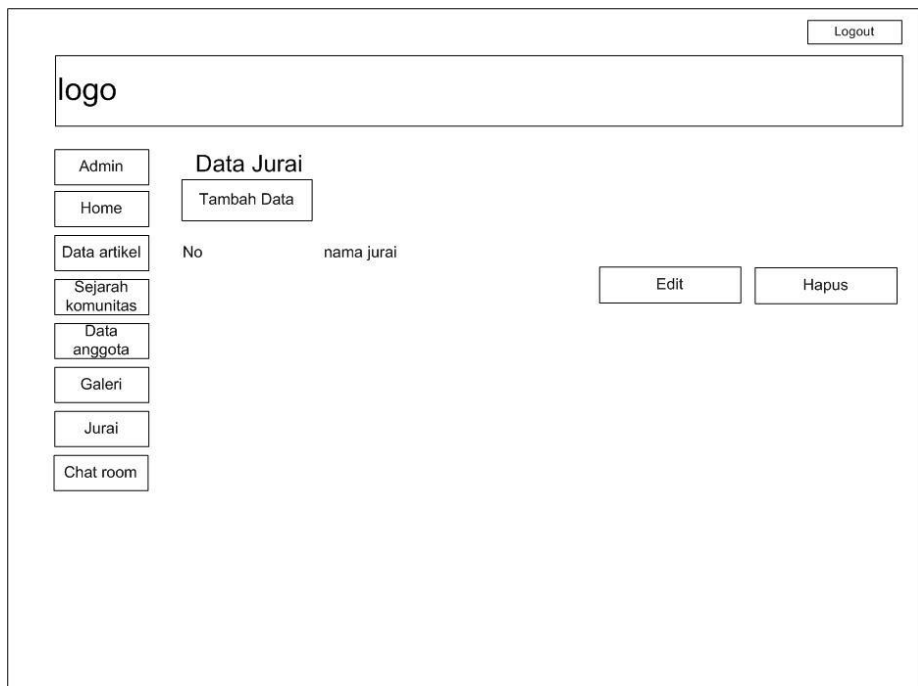 Logout
logo
Admin
Home
Data artikel
Sejarah
komunitas
Data
anggota
Galeri
Jurai
Chat room
Data Jurai
Tambah Data
No nama jurai
Edit Hapus